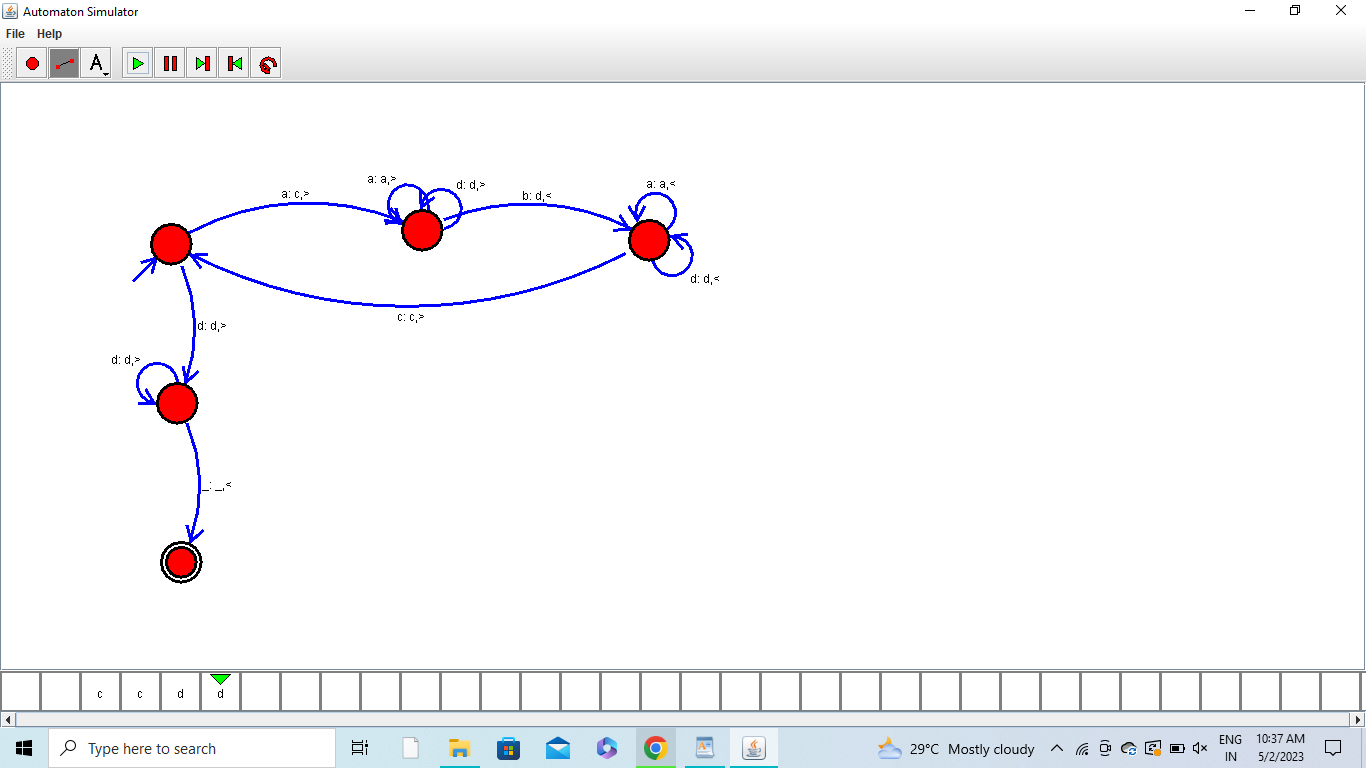 Automaton Simulator
File Help
A
a: a,>
d: d,>
a: a,<
a: c,>
b: d,<
d: d,<
c: c,>
d: d,>
d: d,>
_: _,<
c c d d
Type here to search
29°C Mostly cloudy
ENG
IN
10:37 AM
5/2/2023